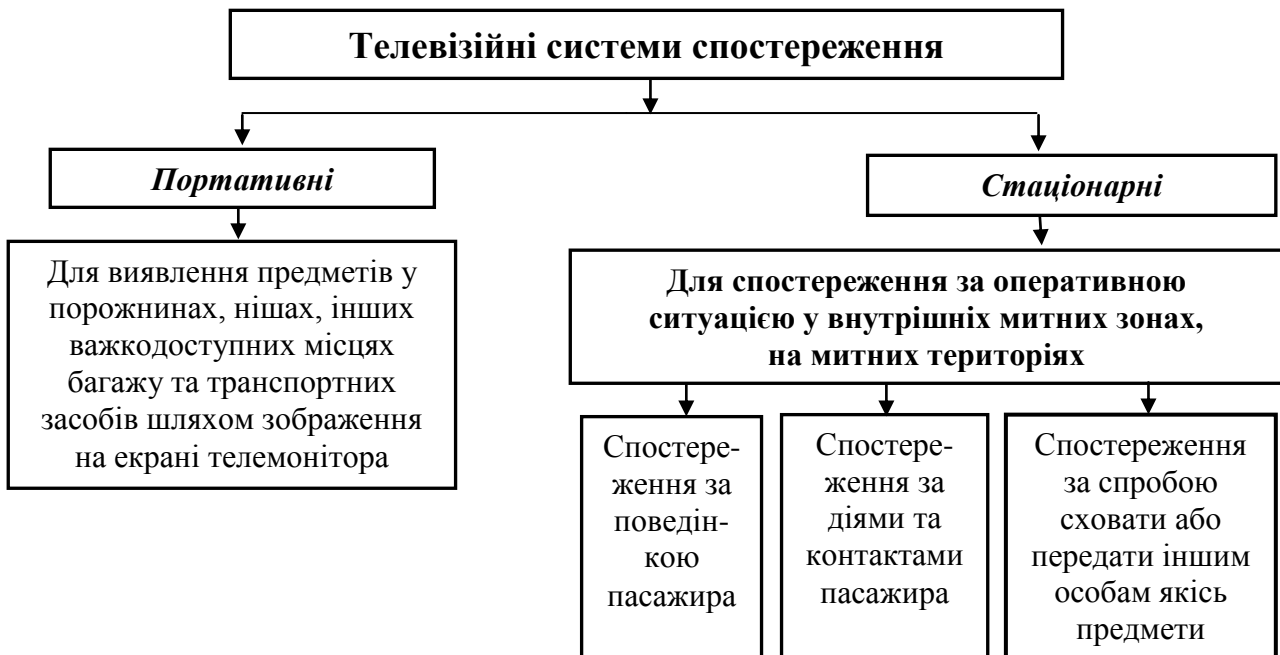 Телевізійні системи спостереження
Портативні
Стаціонарні
Для виявлення предметів у
порожнинах, нішах, інших
важкодоступних місцях
багажу та транспортних
засобів шляхом зображення
на екрані телемонітора
Для спостереження за оперативною
ситуацією у внутрішніх митних зонах,
на митних територіях
Спостере-
ження за
поведін-
кою
пасажира
Спостере-
ження за
діями та
контактами
пасажира
Спостереження
за спробою
сховати або
передати іншим
особам якісь
предмети